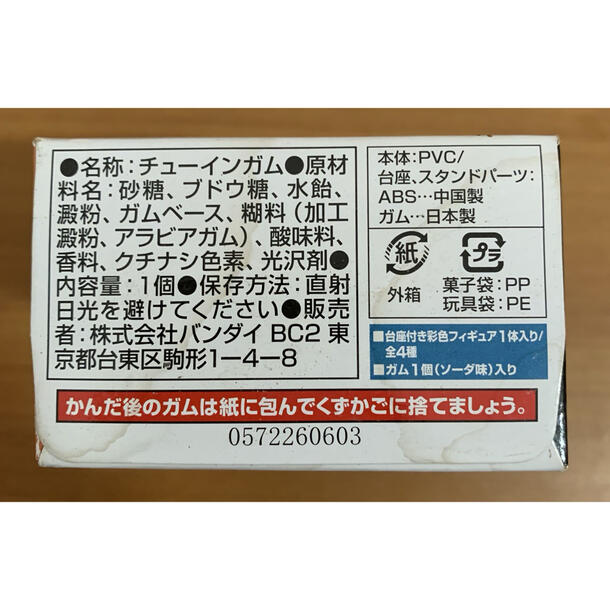 ●名称:チューインガム●原材
料名:砂糖、ブドウ糖、水飴、
澱粉、ガムベース、糊料(加工
澱粉、アラビアガム)、酸味料、
香料、クチナシ色素、光沢剤●
内容量:1個●保存方法:直射
日光を避けてください●販売
者:株式会社バンダイ BC2 東
京都台東区駒形1ー4ー8
本体:PVC/
台座、スタンドパーツ:
ABS…中国製
ガム…日本製
紙
外箱
プラ
菓子袋:PP
玩具袋:PE
■台座付き彩色フィギュア1体入り/
全4種
■ガム1個(ソーダ味)入り
かんだ後のガムは紙に包んでくずかごに捨てましょう。
0572260603